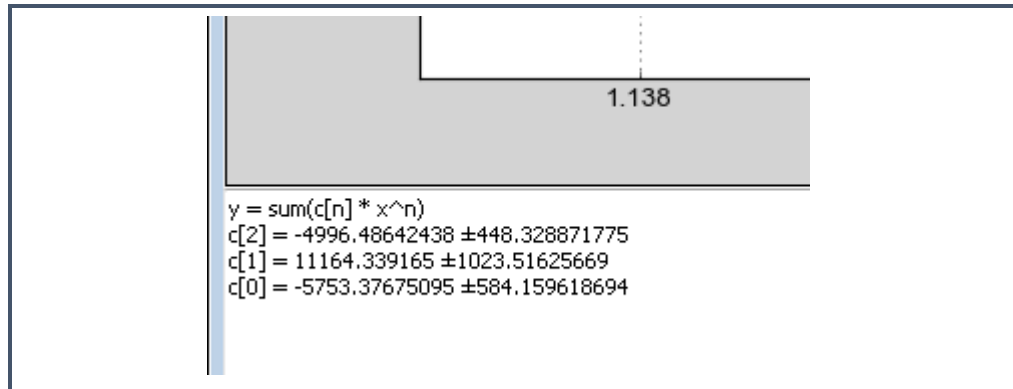 1.138
y = sum(c[n] * x^n)
c[2] = -4996.48642438 ±448.328871775
c[1] = 11164.339165 ±1023.51625669
c[0] = -5753.37675095 ±584.159618694